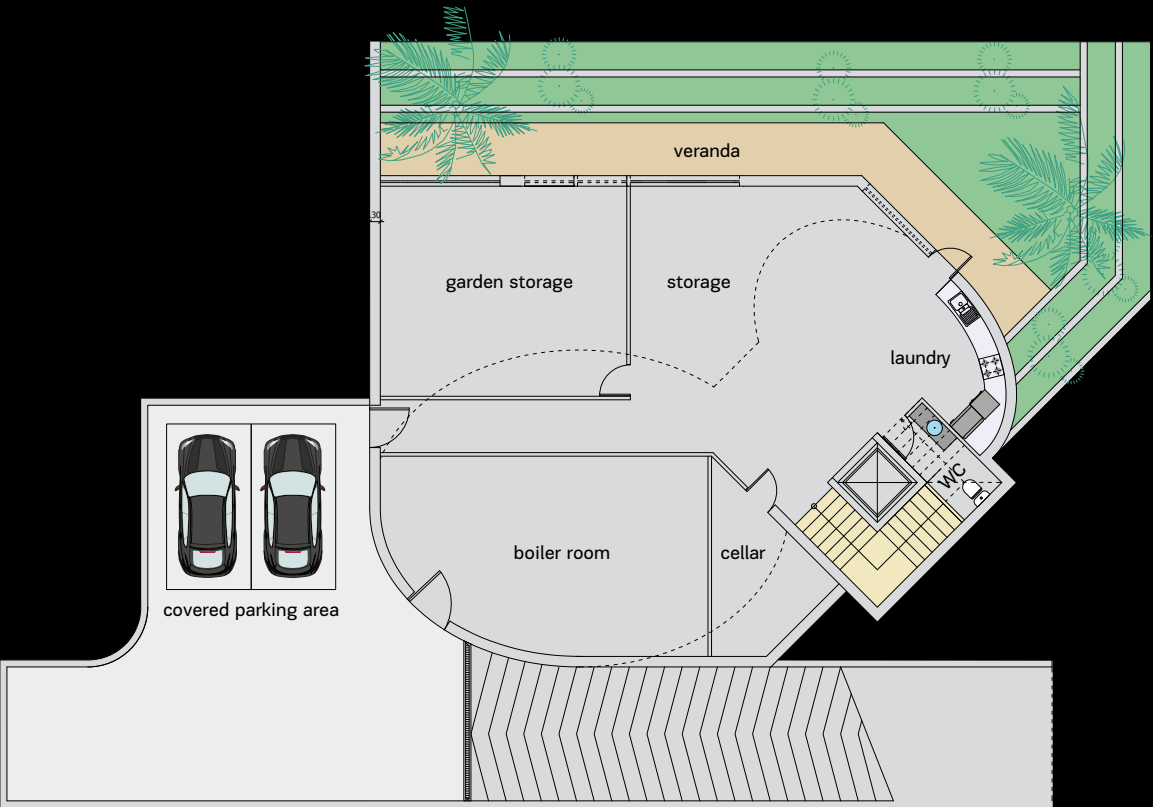 veranda
30
garden storage
storage
laundry
WC
boiler room
cellar
covered parking area